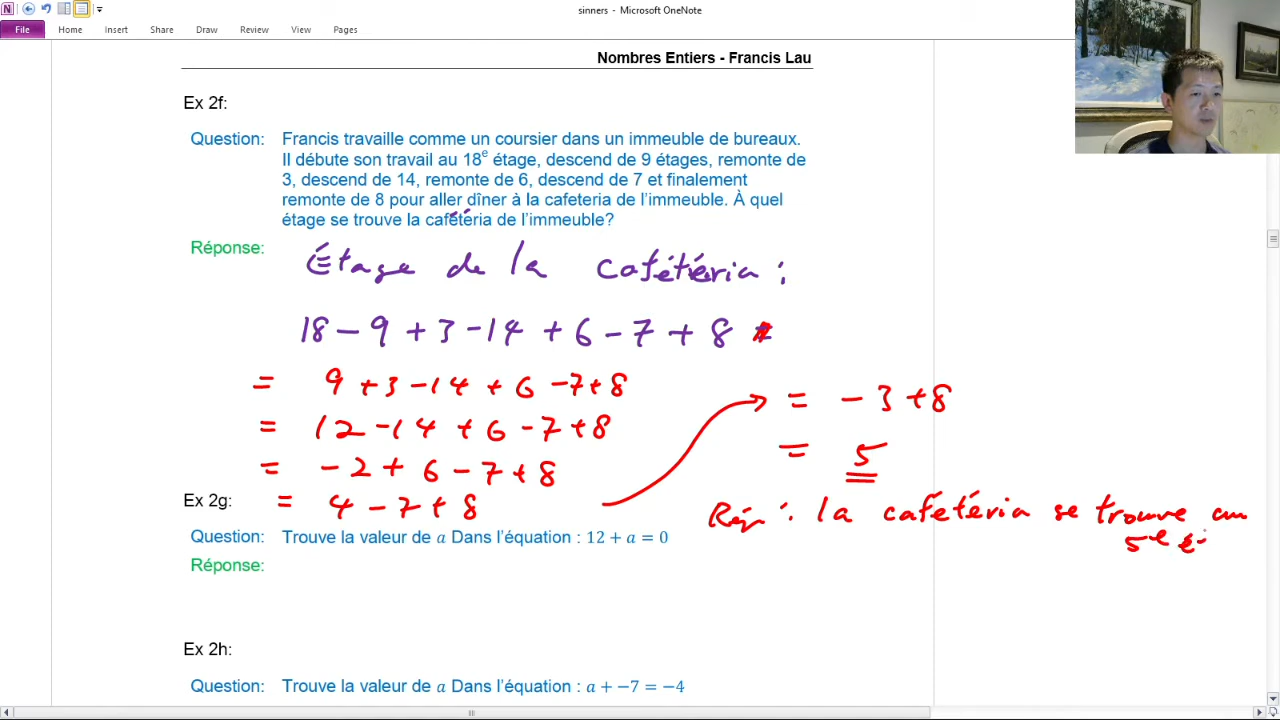 sinners - Microsoft OneNote
File Home Insert Share Draw Review View Pages
Nombres Entiers - Francis Lau
Ex 2f:
Question: Francis travaille comme un coursier dans un immeuble de bureaux.
Il débute son travail au 18e étage, descend de 9 étages, remonte de
3, descend de 14, remonte de 6, descend de 7 et finalement
remonte de 8 pour aller dîner à la cafeteria de l'immeuble. À quel
étage se trouve la cafétéria de l'immeuble?
Réponse:
Étage de la cafétéria :
18 - 9 + 3 - 14 + 6 - 7 + 8
= 9 + 3 - 14 + 6 - 7 + 8
= 12 - 14 + 6 - 7 + 8
= -2 + 6 - 7 + 8
= 4 - 7 + 8
= -3 + 8
= 5
Rép : la cafétéria se trouve au
5e é
Ex 2g:
Question: Trouve la valeur de a Dans l'équation : 12 + a = 0
Réponse:
Ex 2h:
Question: Trouve la valeur de a Dans l'équation : a + −7 = −4